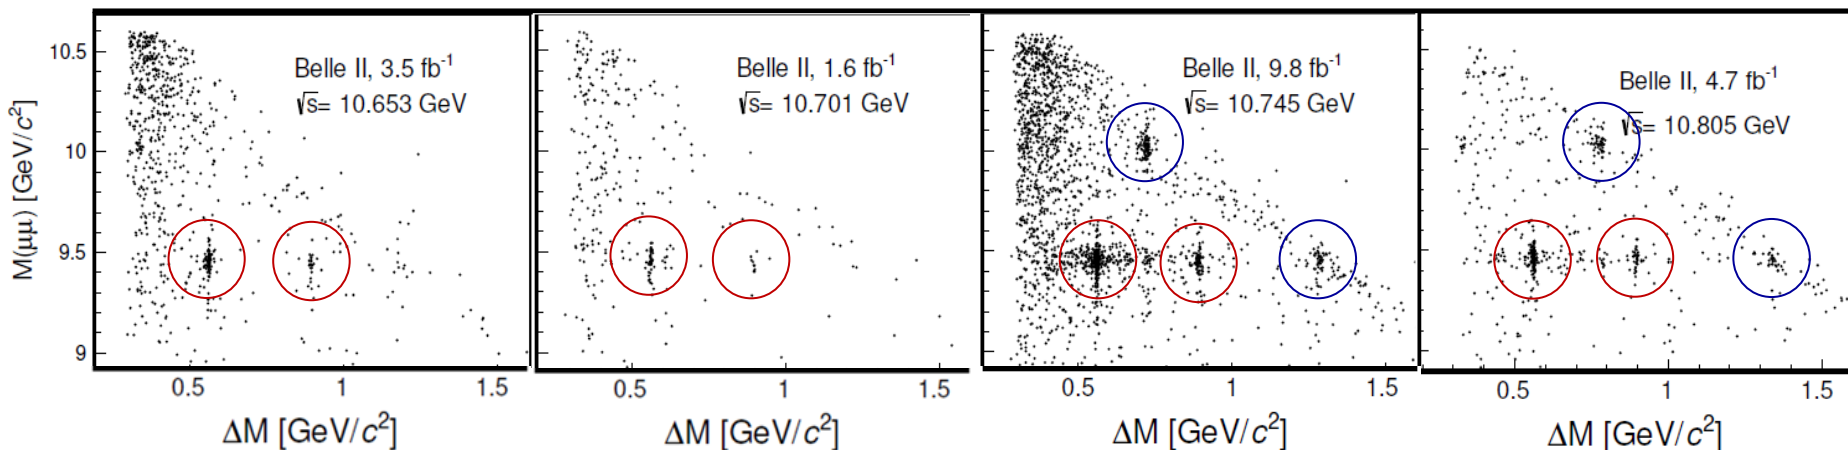 M(μμ) [GeV/c²]
10.5
10
9.5
9
Belle II, 3.5 fb⁻¹
√s= 10.653 GeV
0.5
1
1.5
ΔM [GeV/c²]
Belle II, 1.6 fb⁻¹
√s= 10.701 GeV
0.5
1
1.5
ΔM [GeV/c²]
Belle II, 9.8 fb⁻¹
√s= 10.745 GeV
0.5
1
1.5
ΔM [GeV/c²]
Belle II, 4.7 fb⁻¹
√s= 10.805 GeV
0.5
1
1.5
ΔM [GeV/c²]